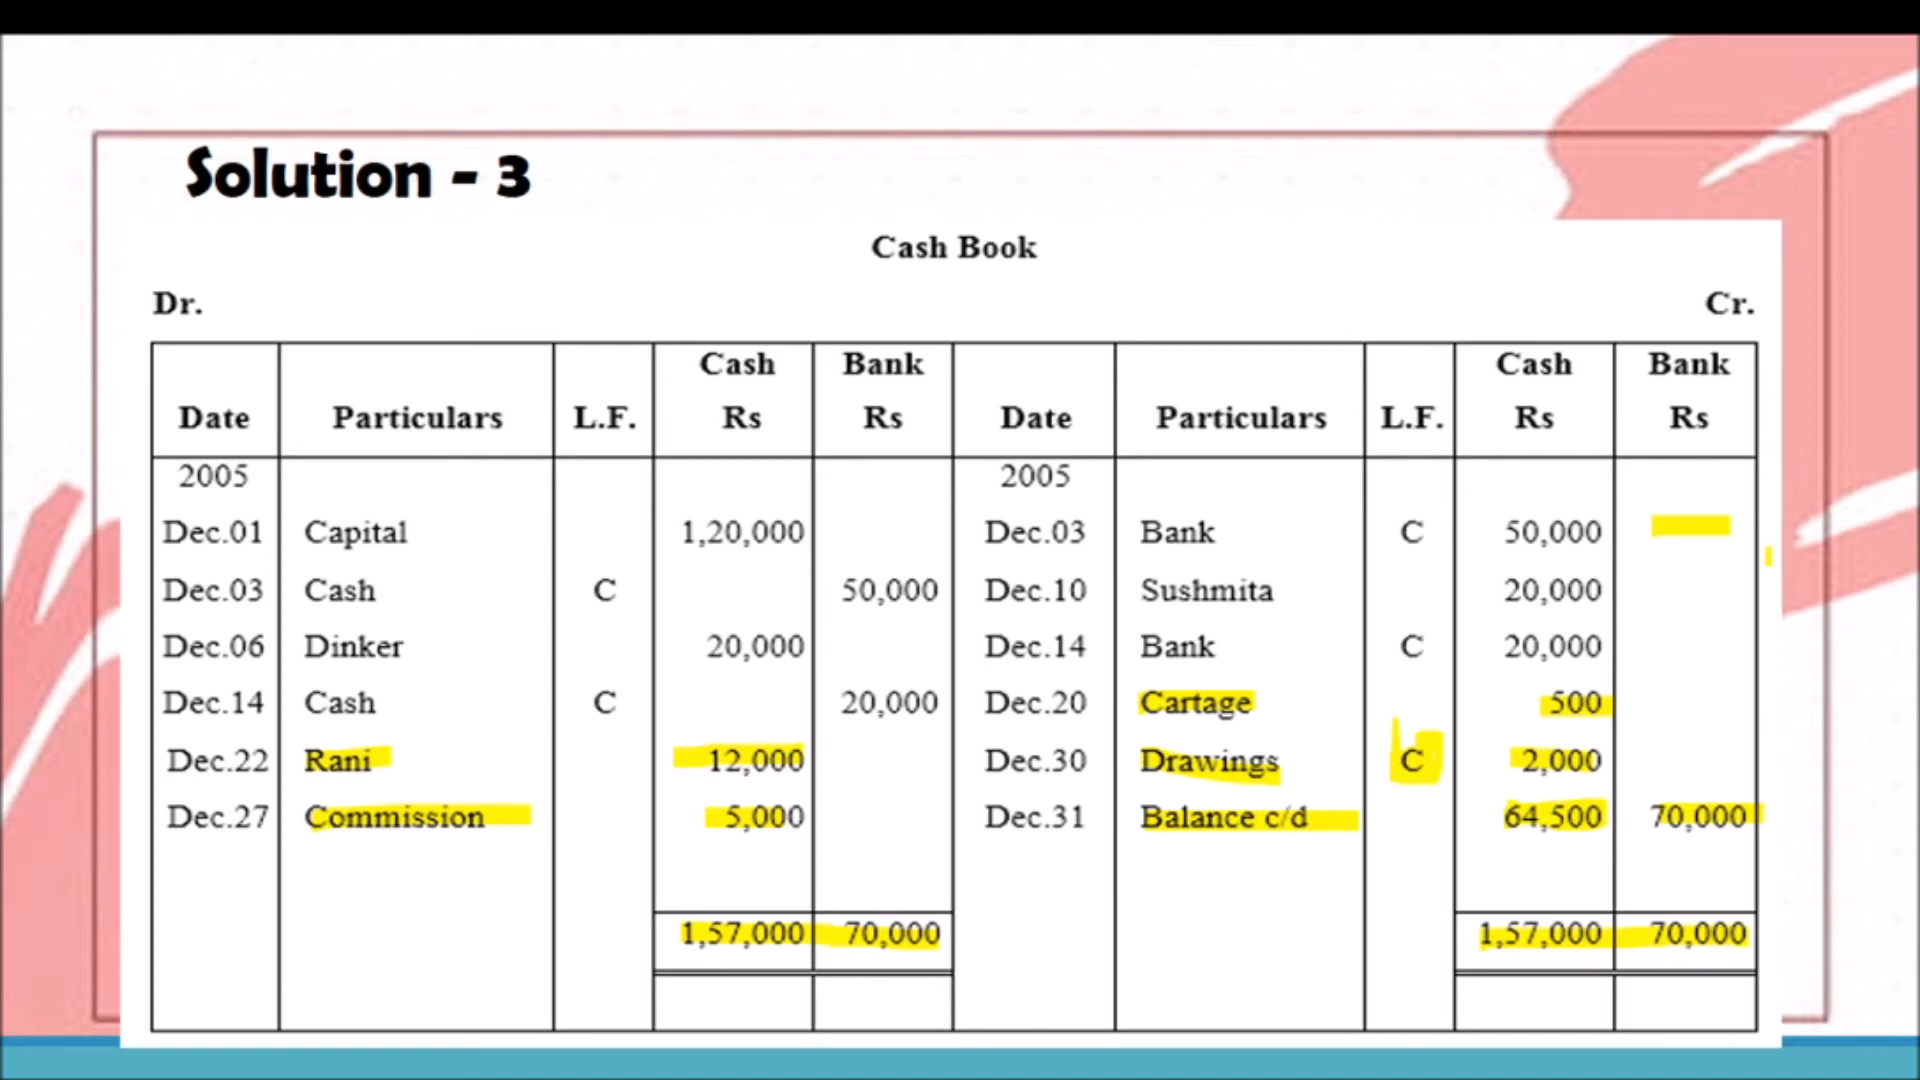 Solution - 3
Cash Book
Dr. Cr.
Cash Bank Cash Bank
Date Particulars L.F. Rs Rs Date Particulars L.F. Rs Rs
2005 2005
Dec.01 Capital 1,20,000 Dec.03 Bank C 50,000
Dec.03 Cash C 50,000 Dec.10 Sushmita 20,000
Dec.06 Dinker 20,000 Dec.14 Bank C 20,000
Dec.14 Cash C 20,000 Dec.20 Cartage 500
Dec.22 Rani 12,000 Dec.30 Drawings C 2,000
Dec.27 Commission 5,000 Dec.31 Balance c/d 64,500 70,000
1,57,000 70,000 1,57,000 70,000